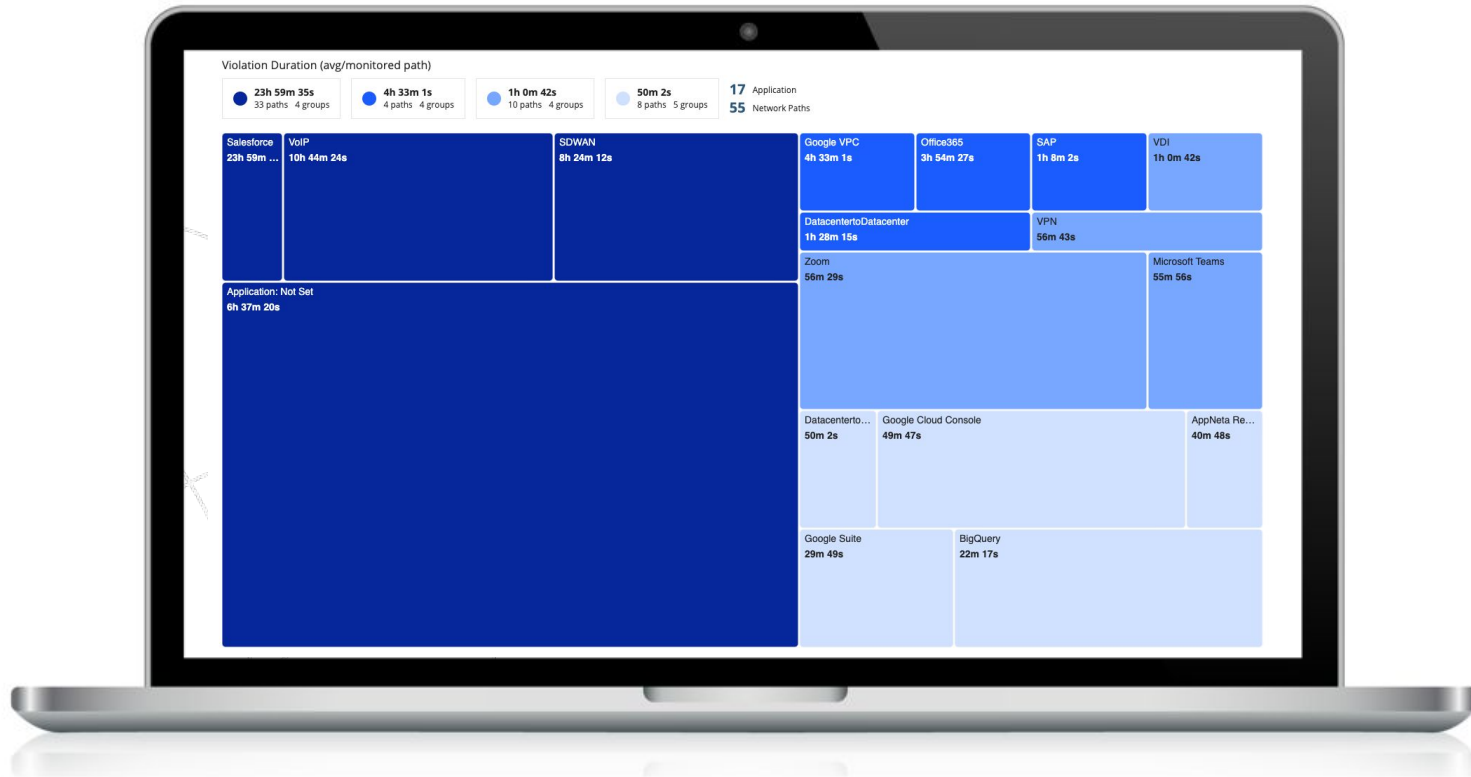 Violation Duration (avg/monitored path)
23h 59m 35s
33 paths 4 groups
4h 33m 1s
4 paths 4 groups
1h 0m 42s
10 paths 4 groups
50m 2s
8 paths 5 groups
17 Application
55 Network Paths
Salesforce
23h 59m ...
VoIP
10h 44m 24s
SDWAN
8h 24m 12s
Google VPC
4h 33m 1s
Office365
3h 54m 27s
SAP
1h 8m 2s
VDI
1h 0m 42s
DatacentertoDatacenter
1h 28m 15s
VPN
56m 43s
Zoom
56m 29s
Microsoft Teams
55m 56s
Application: Not Set
6h 37m 20s
Datacenterto...
50m 2s
Google Cloud Console
49m 47s
AppNeta Re...
40m 48s
Google Suite
29m 49s
BigQuery
22m 17s